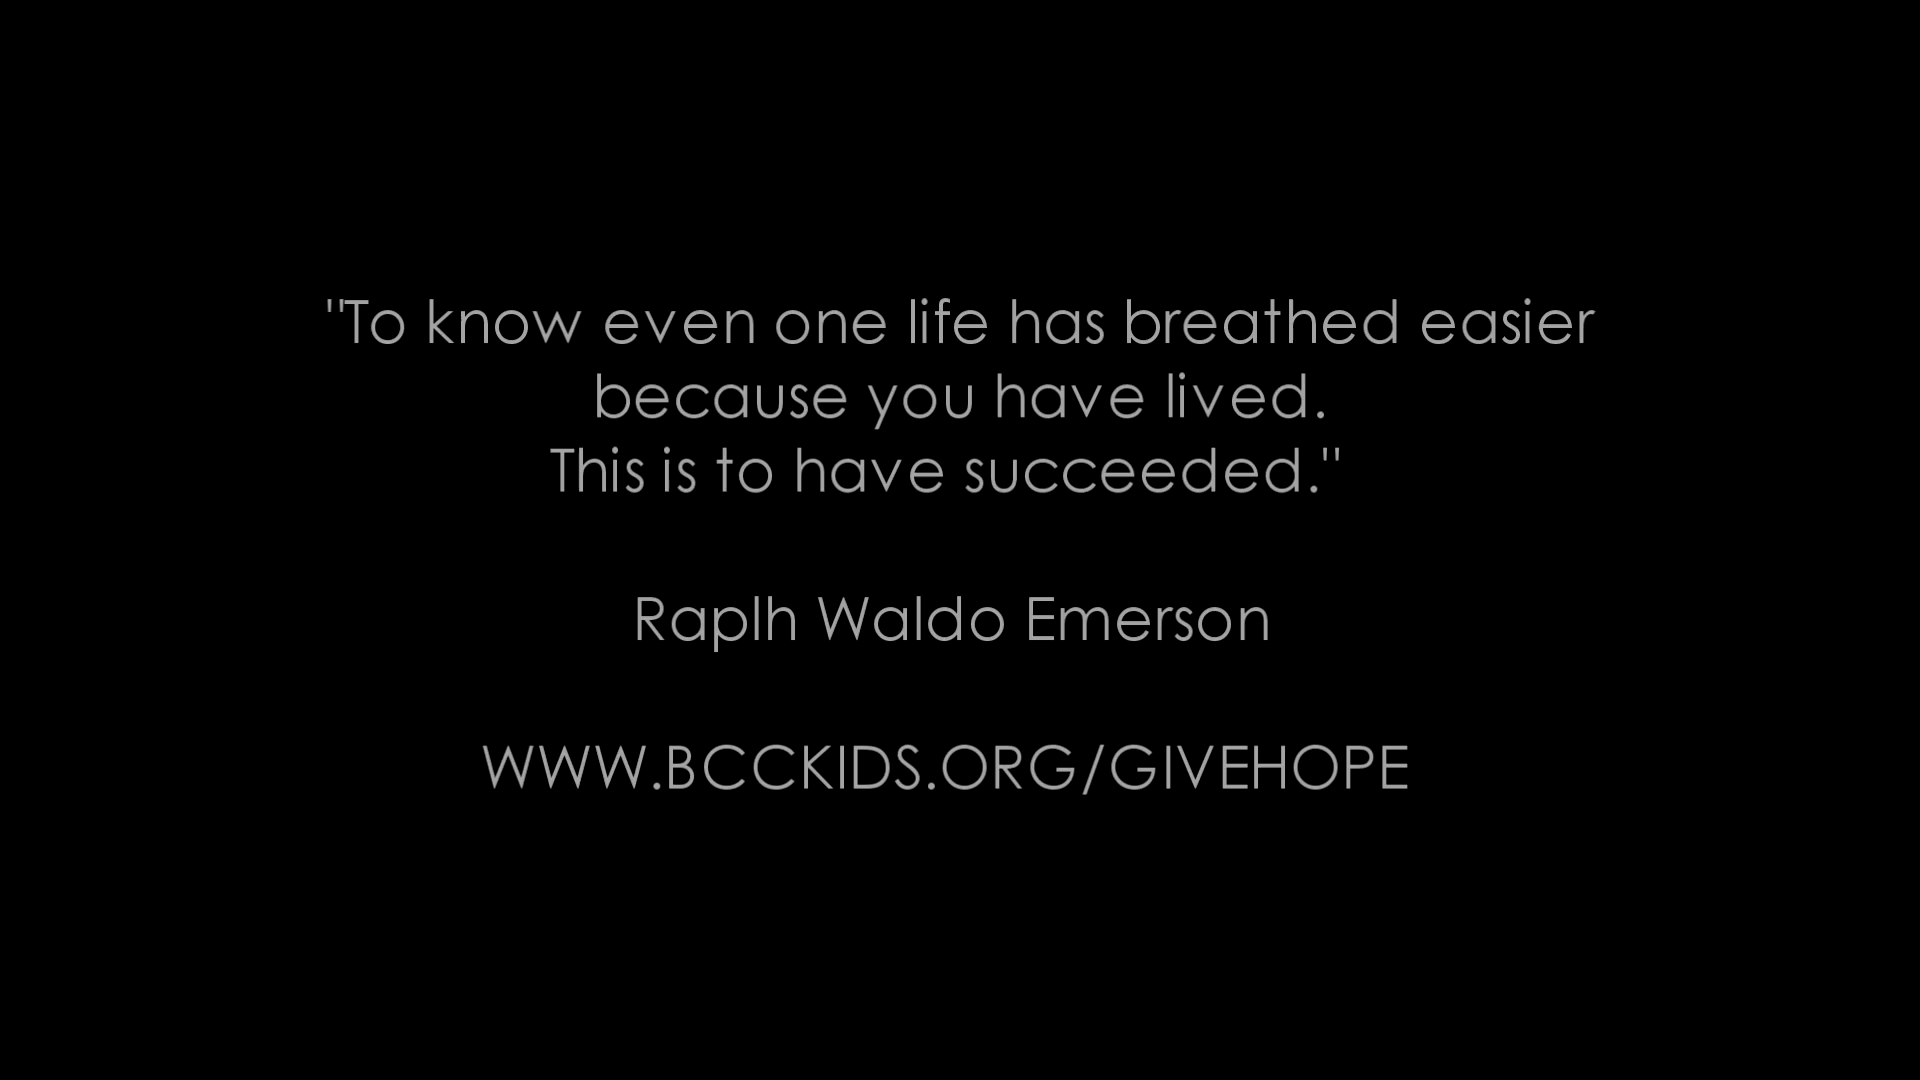 "To know even one life has breathed easier
because you have lived.
This is to have succeeded."
Raplh Waldo Emerson
WWW.BCCKIDS.ORG/GIVEHOPE